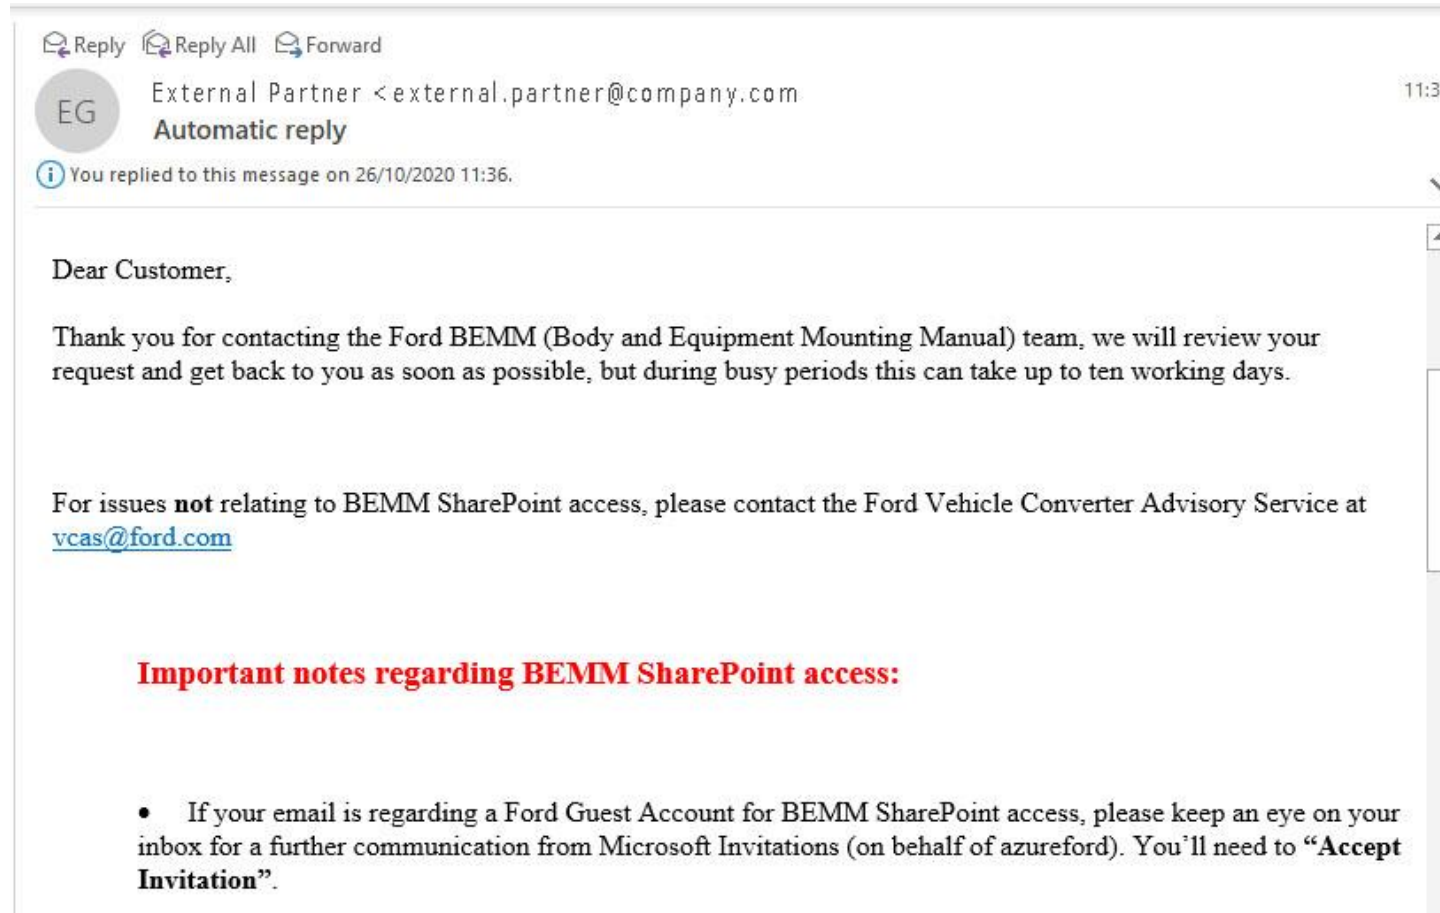 Reply Reply All Forward
EG
External Partner <external.partner@company.com
11:3
Automatic reply
You replied to this message on 26/10/2020 11:36.
Dear Customer,
Thank you for contacting the Ford BEMM (Body and Equipment Mounting Manual) team, we will review your
request and get back to you as soon as possible, but during busy periods this can take up to ten working days.
For issues not relating to BEMM SharePoint access, please contact the Ford Vehicle Converter Advisory Service at
vcas@ford.com
Important notes regarding BEMM SharePoint access:
• If your email is regarding a Ford Guest Account for BEMM SharePoint access, please keep an eye on your
inbox for a further communication from Microsoft Invitations (on behalf of azureford). You’ll need to “Accept
Invitation”.